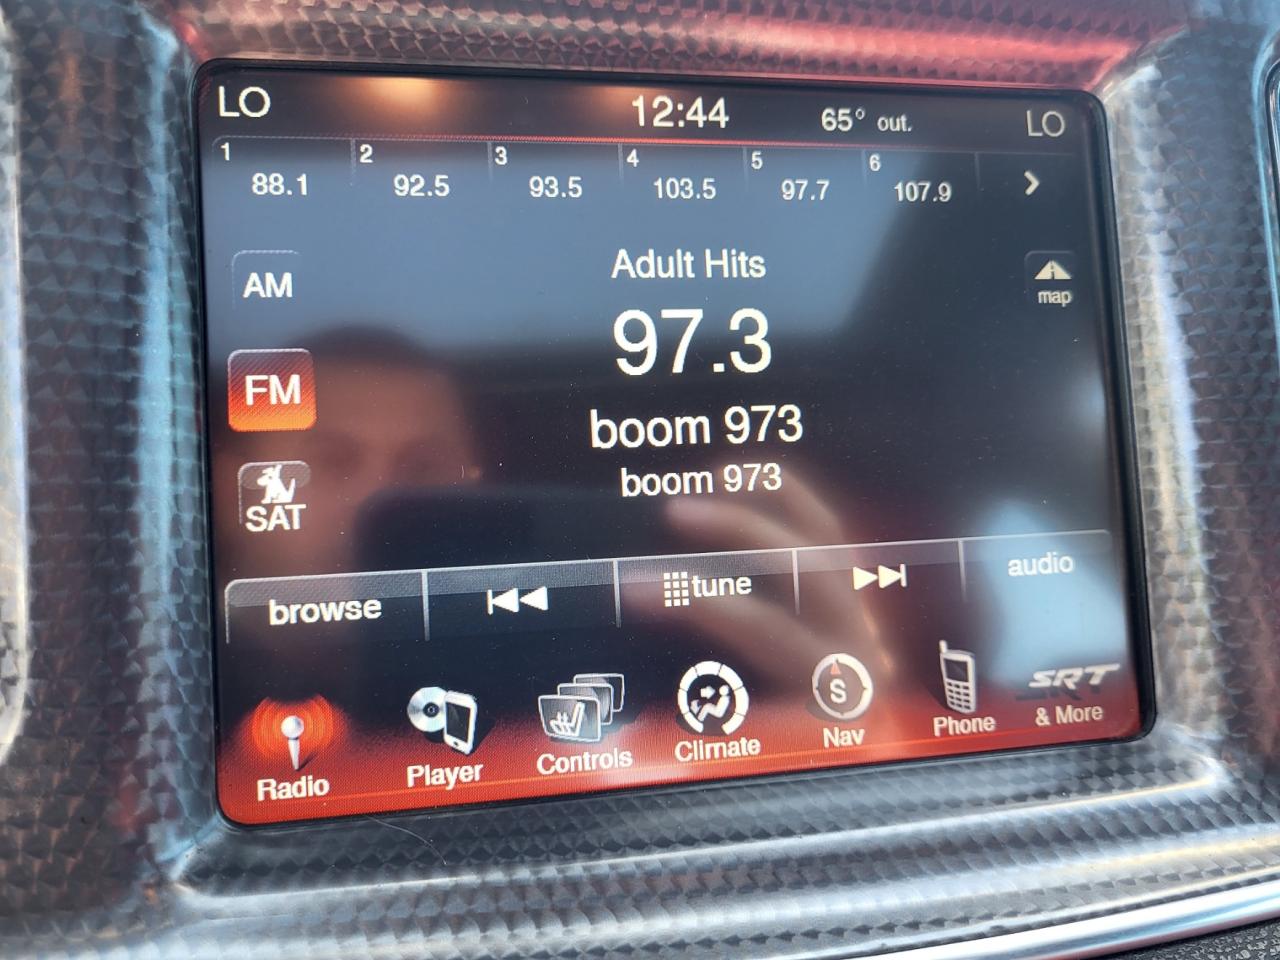 LO 12:44 65° out. LO
1 2 3 4 5 6
88.1 92.5 93.5 103.5 97.7 107.9
Adult Hits
AM
map
97.3
FM
boom 973
boom 973
SAT
browse tune audio
SRT
S
Radio Player Controls Climate Nav Phone & More